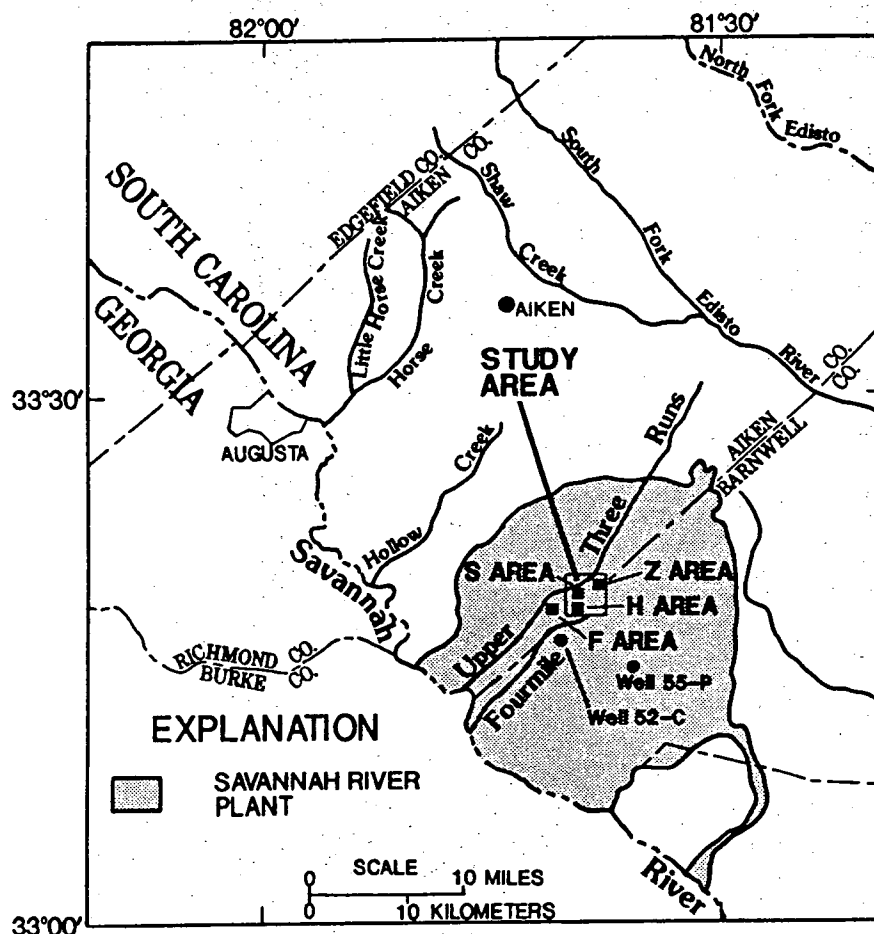 82°00'
81°30'
North Fork Edisto
South Fork Edisto River
Shaw Creek
EDGEFIELD CO.
AIKEN CO.
SOUTH CAROLINA
GEORGIA
Little Horse Creek
Horse Creek
AIKEN
STUDY
AREA
33°30'
AUGUSTA
Hollow Creek
Upper Three Runs
AIKEN CO.
BARNWELL CO.
Savannah River
S AREA
Z AREA
H AREA
F AREA
Fourmile
Well 55-P
Well 52-C
RICHMOND CO.
BURKE CO.
EXPLANATION
SAVANNAH RIVER
PLANT
SCALE
0 10 MILES
0 10 KILOMETERS
33°00'